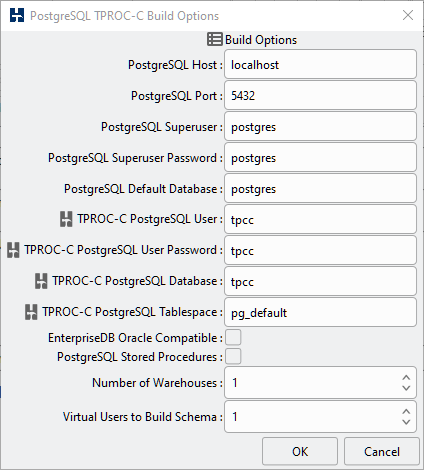 PostgreSQL TPROC-C Build Options
Build Options
PostgreSQL Host : localhost
PostgreSQL Port : 5432
PostgreSQL Superuser : postgres
PostgreSQL Superuser Password : postgres
PostgreSQL Default Database : postgres
TPROC-C PostgreSQL User : tpcc
TPROC-C PostgreSQL User Password : tpcc
TPROC-C PostgreSQL Database : tpcc
TPROC-C PostgreSQL Tablespace : pg_default
EnterpriseDB Oracle Compatible :
PostgreSQL Stored Procedures :
Number of Warehouses : 1
Virtual Users to Build Schema : 1
OK Cancel